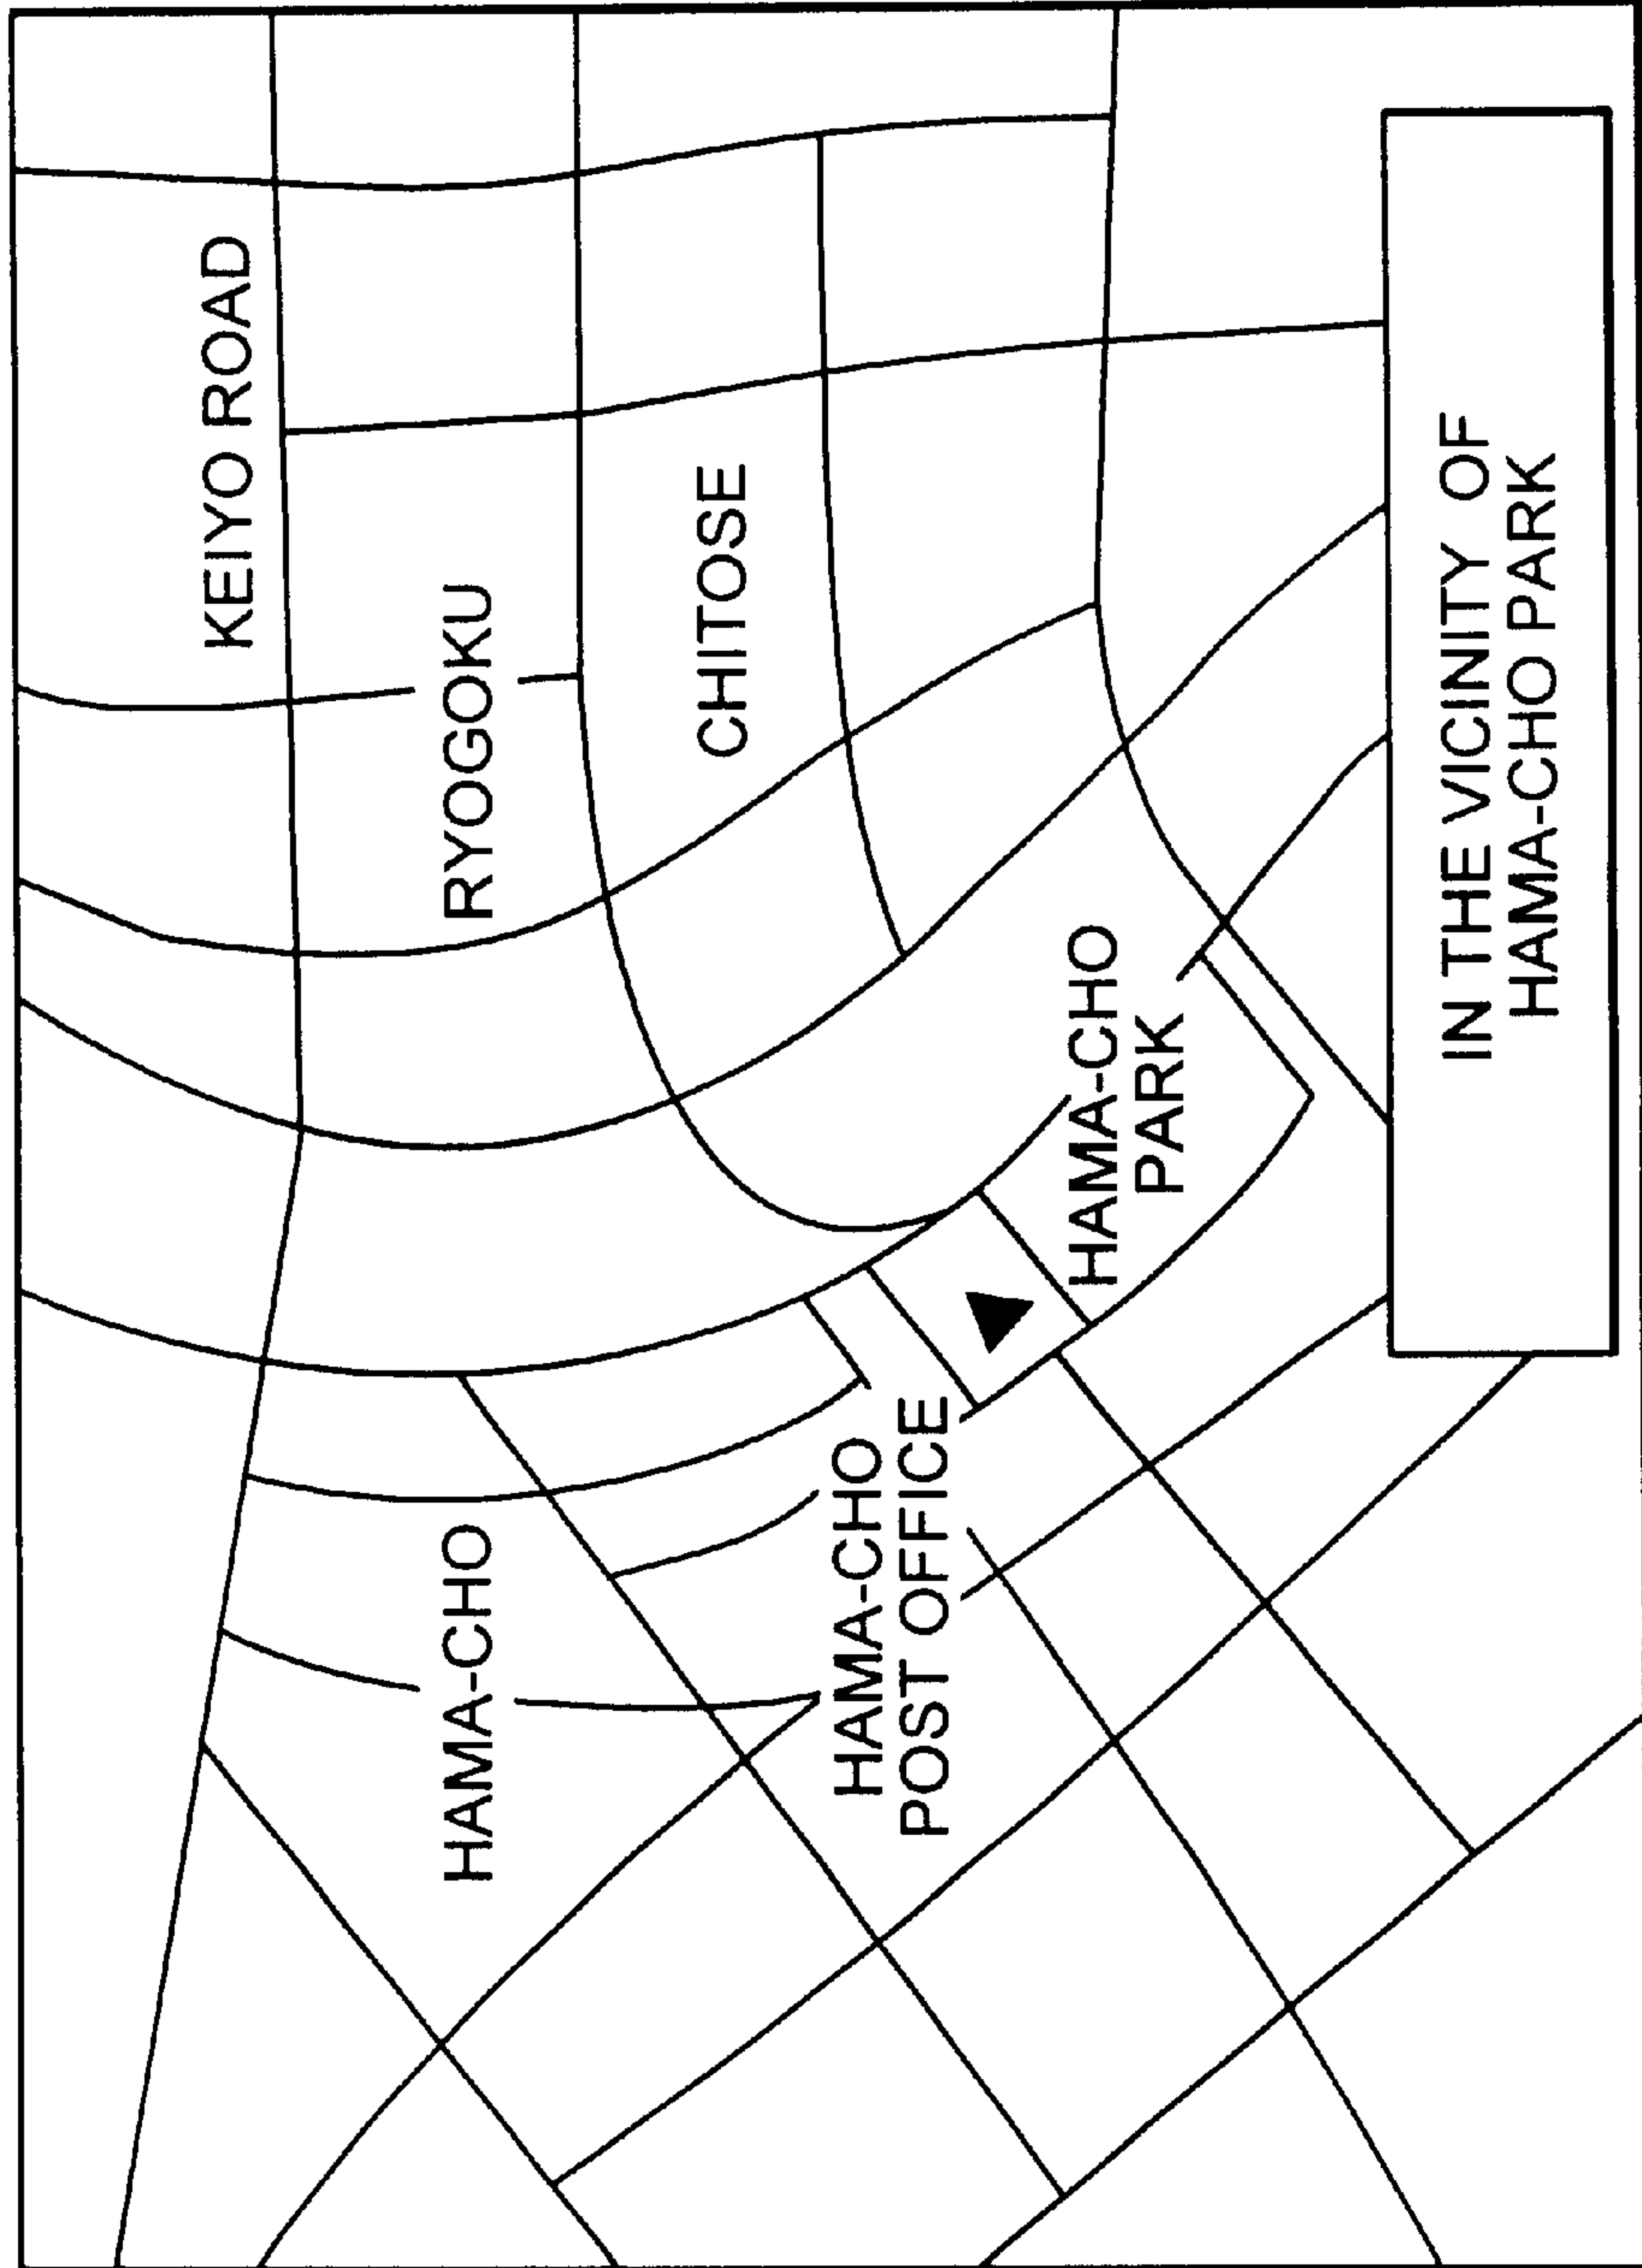 KEIYO ROAD
RYOGOKU
HAMA-CHO
CHITOSE
HAMA-CHO
POST OFFICE
HAMA-CHO
PARK
IN THE VICINITY OF
HAMA-CHO PARK